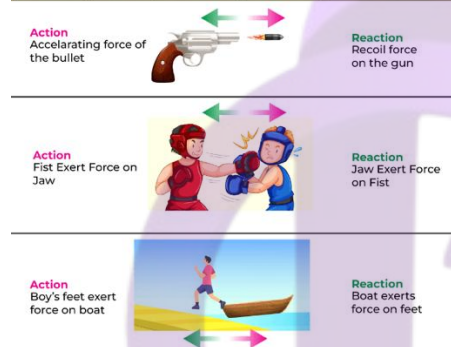 Action
Accelarating force of
the bullet
Reaction
Recoil force
on the gun
Action
Fist Exert Force on
Jaw
Reaction
Jaw Exert Force
on Fist
Action
Boy's feet exert
force on boat
Reaction
Boat exerts
force on feet